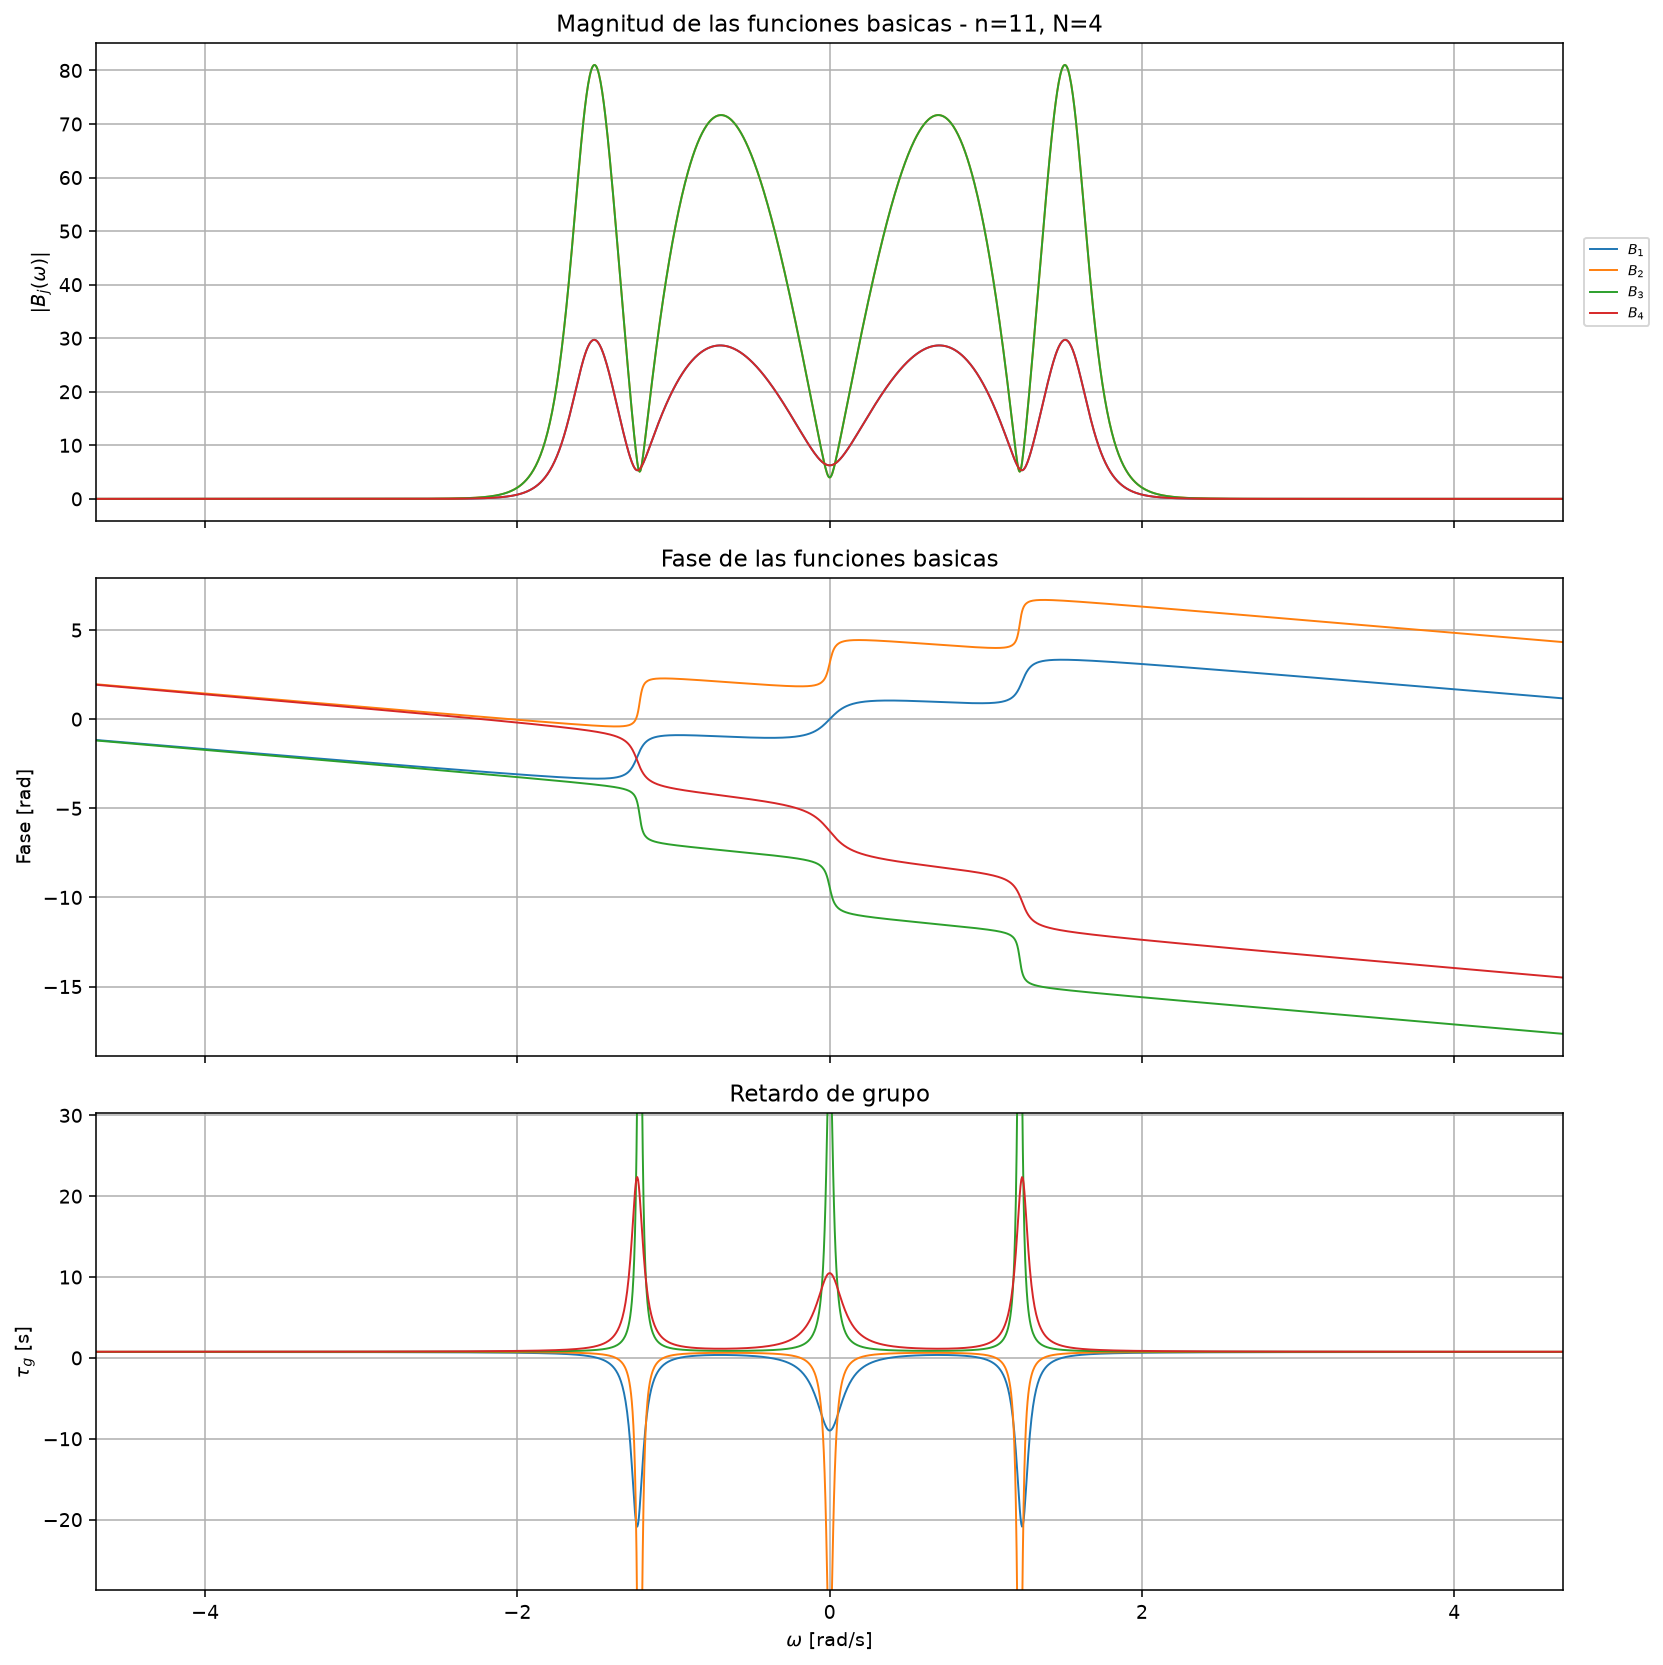 Magnitud de las funciones basicas - n=11, N=4
80
70
60
50
40
30
20
10
0
|B_j(ω)|
B_1
B_2
B_3
B_4
Fase de las funciones basicas
5
0
−5
−10
−15
Fase [rad]
Retardo de grupo
30
20
10
0
−10
−20
τ_g [s]
−4 −2 0 2 4
ω [rad/s]